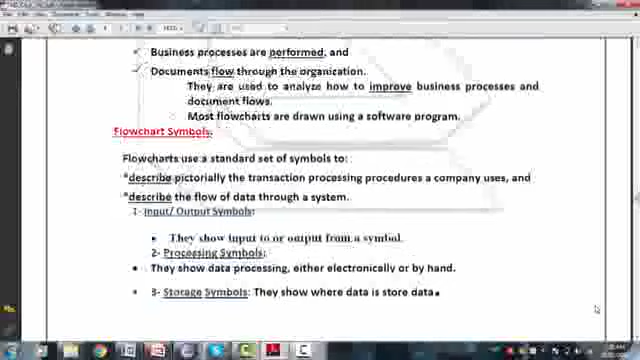 Business processes are performed, and
Documents flow through the organization.
They are used to analyze how to improve business processes and
document flows.
Most flowcharts are drawn using a software program.
Flowchart Symbols:
Flowcharts use a standard set of symbols to:
*describe pictorially the transaction processing procedures a company uses, and
*describe the flow of data through a system.
1- Input/ Output Symbols:
• They show input to or output from a symbol.
2- Processing Symbols:
• They show data processing, either electronically or by hand.
• 3- Storage Symbols: They show where data is store data.